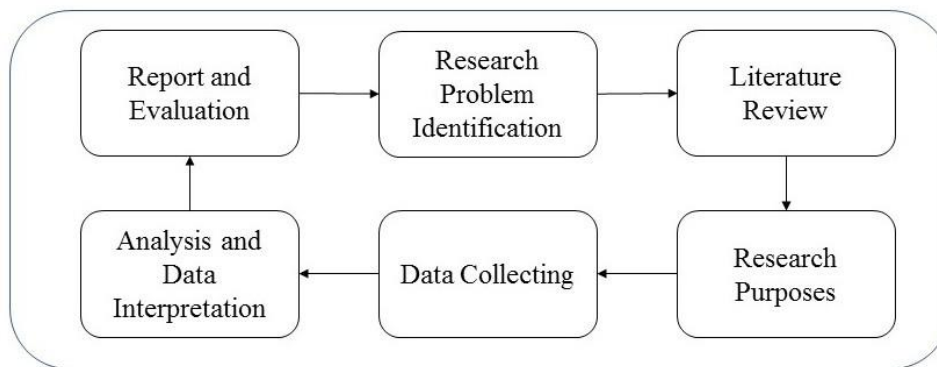 Report and
Evaluation
Research
Problem
Identification
Literature
Review
Analysis and
Data
Interpretation
Data Collecting
Research
Purposes